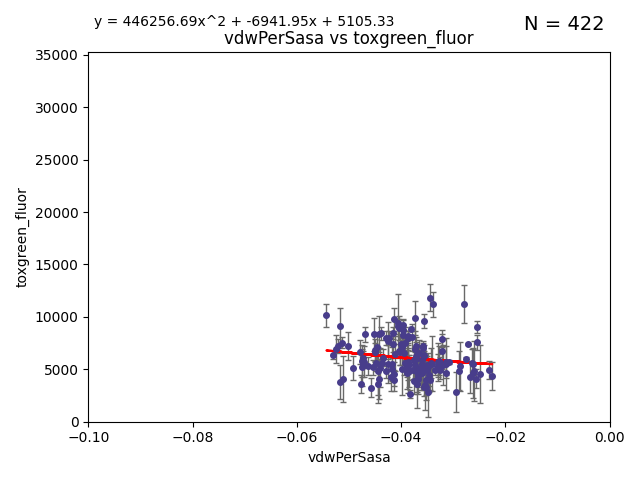 y = 446256.69x^2 + -6941.95x + 5105.33
N = 422
vdwPerSasa vs toxgreen_fluor
35000
30000
25000
20000
15000
10000
5000
0
toxgreen_fluor
−0.10
−0.08
−0.06
−0.04
−0.02
0.00
vdwPerSasa